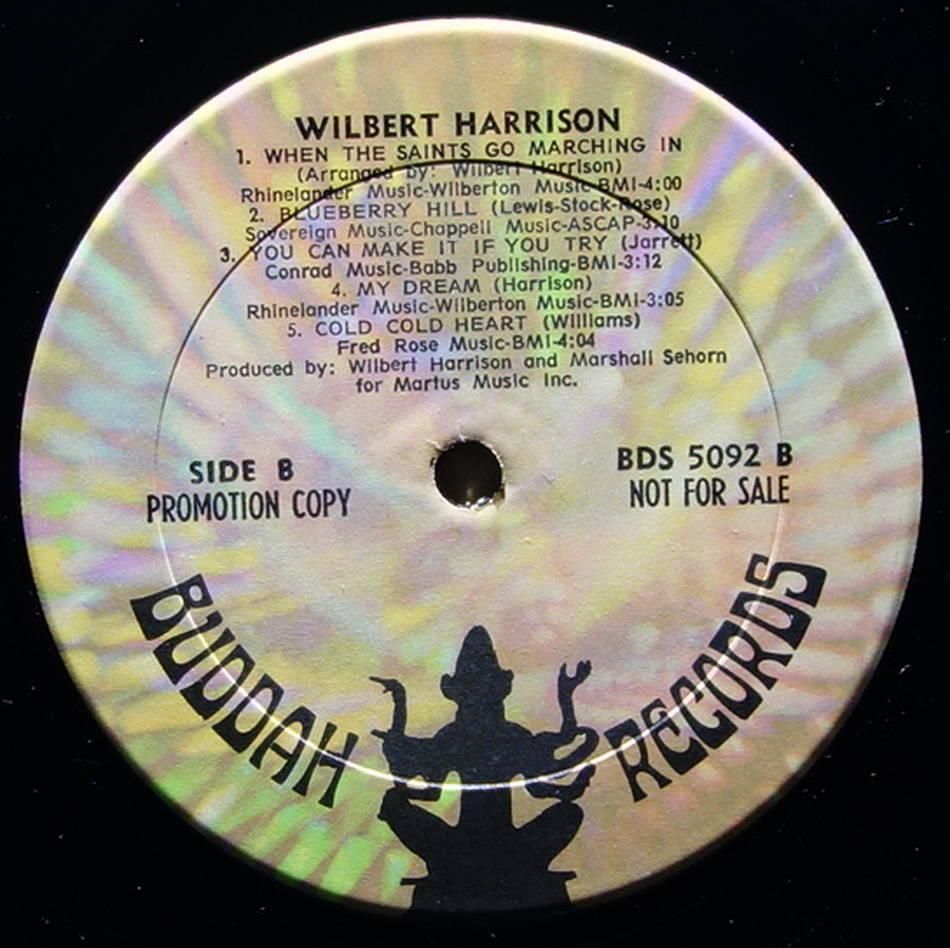 WILBERT HARRISON
1. WHEN THE SAINTS GO MARCHING IN
(Arranged by: Wilbert Harrison)
Rhinelander Music-Wilberton Music-BMI-4:00
2. BLUEBERRY HILL (Lewis-Stock-Rose)
Sovereign Music-Chappell Music-ASCAP-3:10
3. YOU CAN MAKE IT IF YOU TRY (Jarrett)
Conrad Music-Babb Publishing-BMI-3:12
4. MY DREAM (Harrison)
Rhinelander Music-Wilberton Music-BMI-3:05
5. COLD COLD HEART (Williams)
Fred Rose Music-BMI-4:04
Produced by: Wilbert Harrison and Marshall Sehorn
for Martus Music Inc.
SIDE B
PROMOTION COPY
BDS 5092 B
NOT FOR SALE
BUDDAH RECORDS